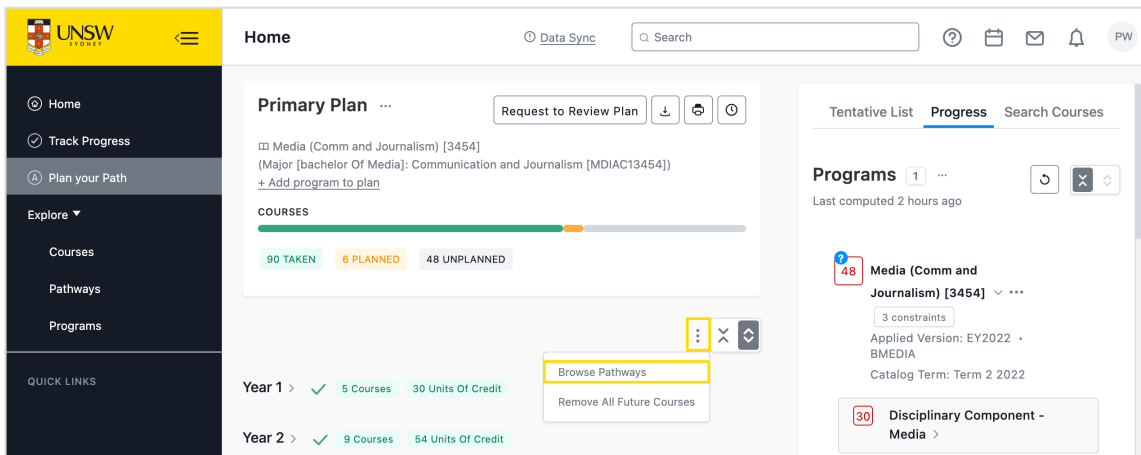 UNSW
SYDNEY
Home
Track Progress
Plan your Path
Explore
Courses
Pathways
Programs
QUICK LINKS
Home
Data Sync
Search
PW
Primary Plan ...
Request to Review Plan
Media (Comm and Journalism) [3454]
(Major [bachelor Of Media]: Communication and Journalism [MDIAC13454])
+ Add program to plan
COURSES
90 TAKEN 6 PLANNED 48 UNPLANNED
Browse Pathways
Remove All Future Courses
Year 1 > 5 Courses 30 Units Of Credit
Year 2 > 9 Courses 54 Units Of Credit
Tentative List Progress Search Courses
Programs 1 ...
Last computed 2 hours ago
?
48 Media (Comm and
Journalism) [3454] ...
3 constraints
Applied Version: EY2022 •
BMEDIA
Catalog Term: Term 2 2022
30 Disciplinary Component -
Media >